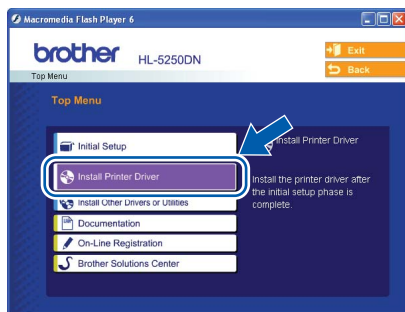 Macromedia Flash Player 6
brother HL-5250DN
Exit
Back
Top Menu
Top Menu
Initial Setup
Install Printer Driver
Install Other Drivers or Utilities
Documentation
On-Line Registration
Brother Solutions Center
Install Printer Driver
Install the printer driver after
the initial setup phase is
complete.